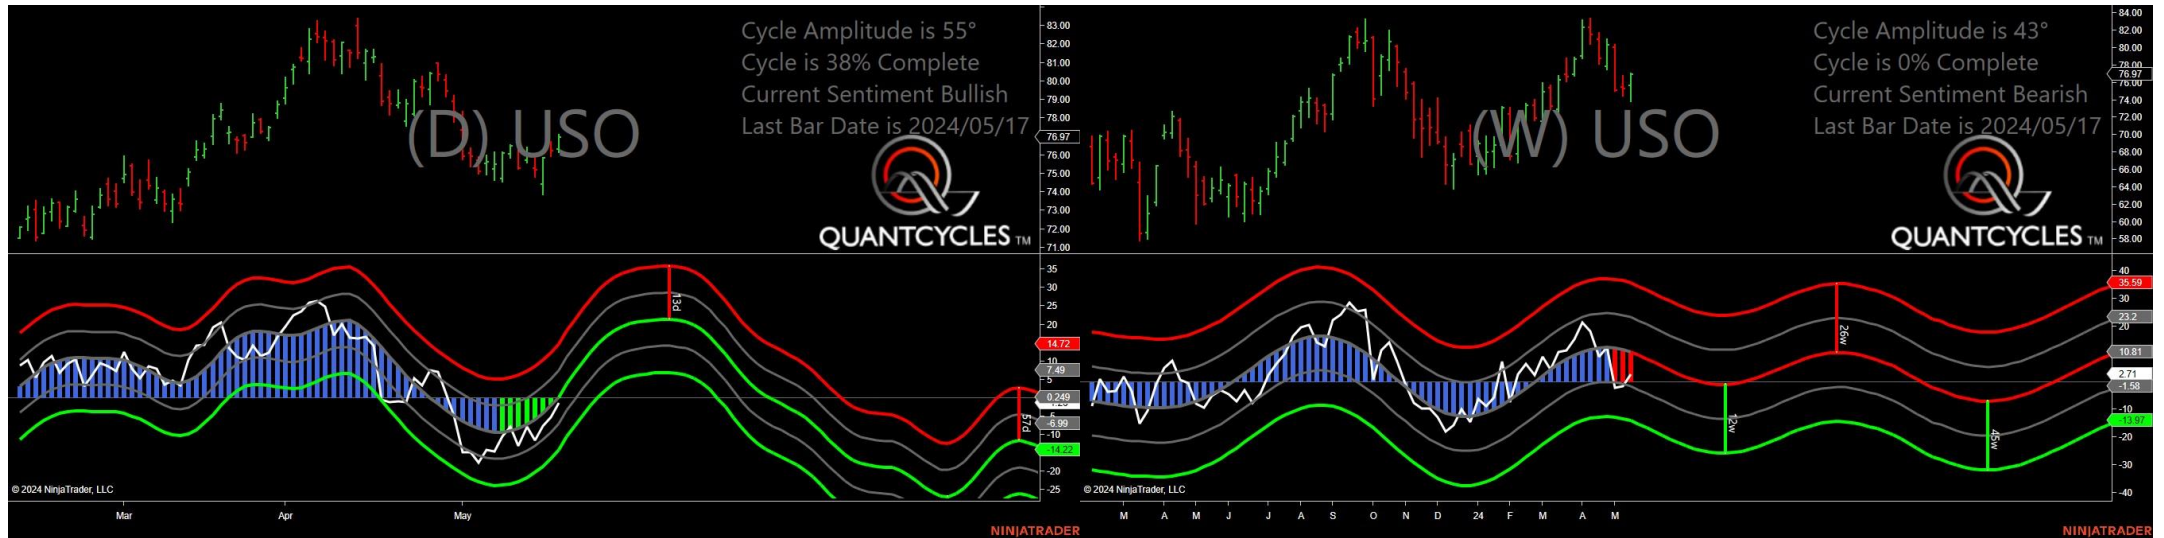 Cycle Amplitude is 55°
Cycle is 38% Complete
Current Sentiment Bullish
Last Bar Date is 2024/05/17
(D) USO
QUANTCYCLES TM
83.00
82.00
81.00
80.00
79.00
78.00
76.97
76.00
75.00
74.00
73.00
72.00
71.00
35
30
25
20
14.72
10
7.49
5
0.249
-5
-6.99
-10
-14.22
-20
-25
13d
57d
© 2024 NinjaTrader, LLC
Mar Apr May
NINJATRADER
Cycle Amplitude is 43°
Cycle is 0% Complete
Current Sentiment Bearish
Last Bar Date is 2024/05/17
(W) USO
QUANTCYCLES TM
84.00
82.00
80.00
78.00
76.97
76.00
74.00
72.00
70.00
68.00
66.00
64.00
62.00
60.00
58.00
40
35.59
30
23.2
20
10.81
2.71
-1.58
-10
-13.97
-20
-30
-40
26w
12w
45w
© 2024 NinjaTrader, LLC
M A M J J A S O N D 24 F M A M
NINJATRADER